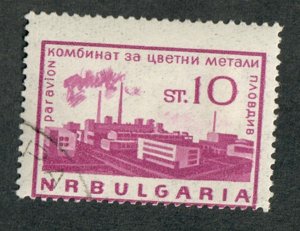 КОМБИНАТ ЗА ЦВЕТНИ МЕТАЛИ
ПЛОВДИВ
par avion
ST. 10
NR BULGARIA